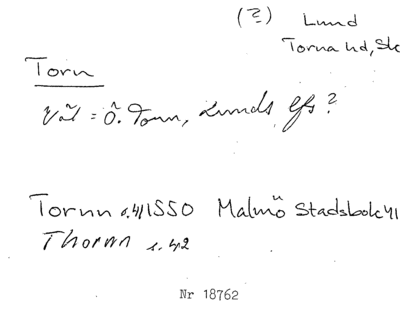 (?) Lund
Torna hd, Sk
Torn
Väl = Ö. Torn, Lunds lfs?
Tornn s. 41 1550 Malmö Stadsbok 41
Thornn s. 42
Nr 18762